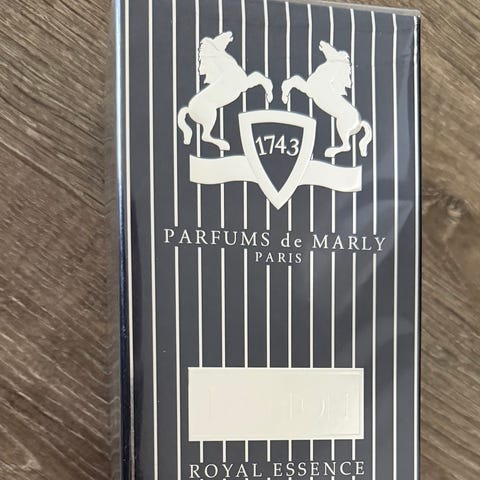 1743
PARFUMS de MARLY
PARIS
ROYAL ESSENCE